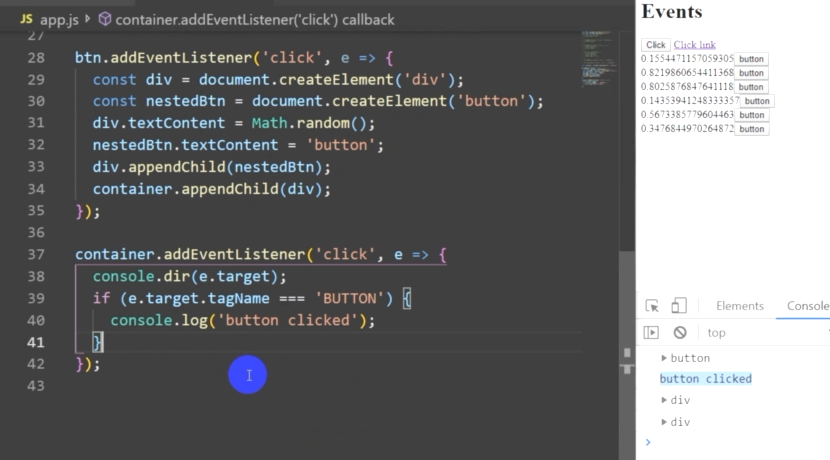 JS app.js container.addEventListener('click') callback
27
28 btn.addEventListener('click', e => {
29 const div = document.createElement('div');
30 const nestedBtn = document.createElement('button');
31 div.textContent = Math.random();
32 nestedBtn.textContent = 'button';
33 div.appendChild(nestedBtn);
34 container.appendChild(div);
35 });
36
37 container.addEventListener('click', e => {
38 console.dir(e.target);
39 if (e.target.tagName === 'BUTTON') {
40 console.log('button clicked');
41 }
42 });
43
Events
Click Click link
0.1554471157059305 button
0.8219860654411368 button
0.8025876847641118 button
0.14353941248333357 button
0.5673385779604463 button
0.3476844970264872 button
Elements Console
top
button
button clicked
div
div